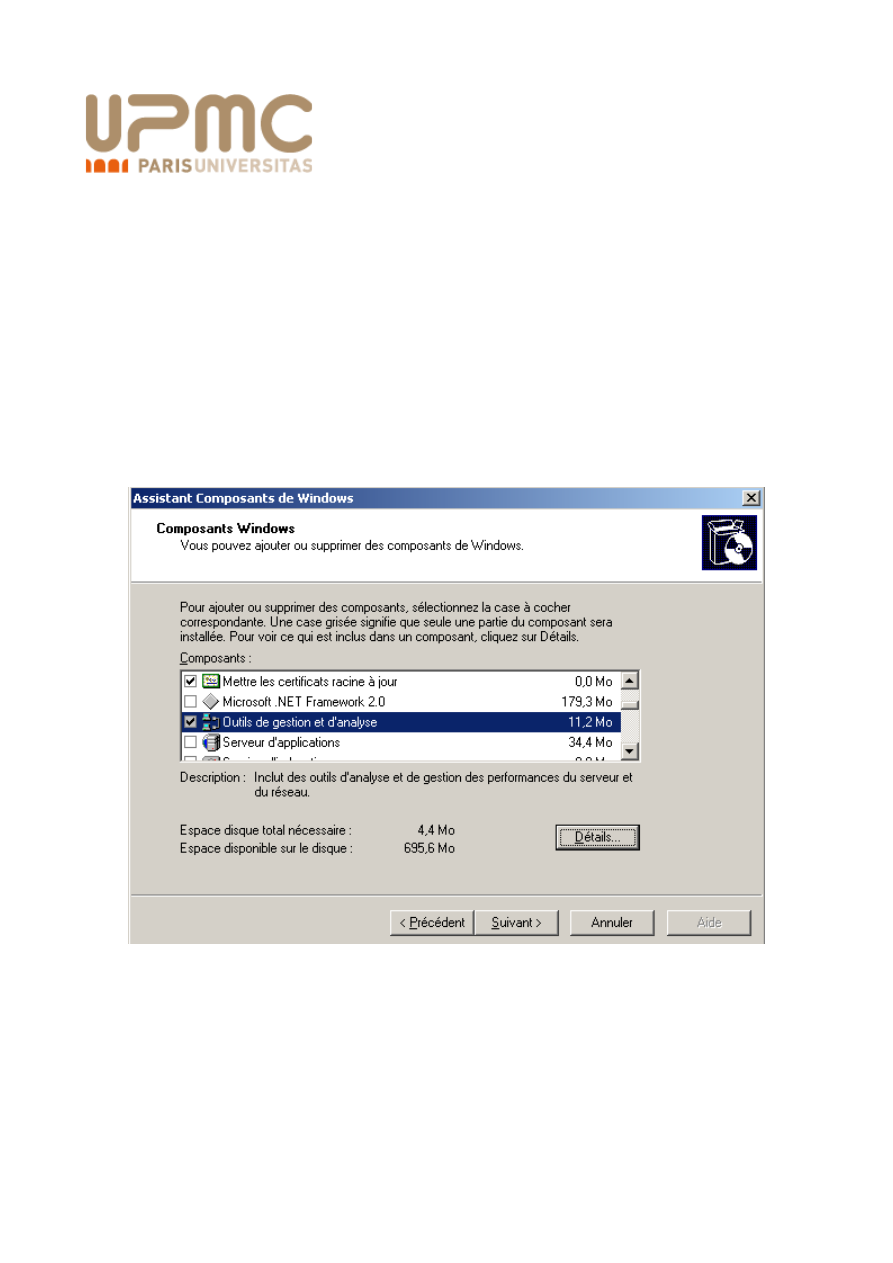 UPMC
PARISUNIVERSITAS
Assistant Composants de Windows
Composants Windows
Vous pouvez ajouter ou supprimer des composants de Windows.
Pour ajouter ou supprimer des composants, sélectionnez la case à cocher
correspondante. Une case grisée signifie que seule une partie du composant sera
installée. Pour voir ce qui est inclus dans un composant, cliquez sur Détails.
Composants :
Mettre les certificats racine à jour 0,0 Mo
Microsoft .NET Framework 2.0 179,3 Mo
Outils de gestion et d'analyse 11,2 Mo
Serveur d'applications 34,4 Mo
Description : Inclut des outils d'analyse et de gestion des performances du serveur et
du réseau.
Espace disque total nécessaire : 4,4 Mo
Espace disponible sur le disque : 695,6 Mo
Détails...
< Précédent
Suivant >
Annuler
Aide